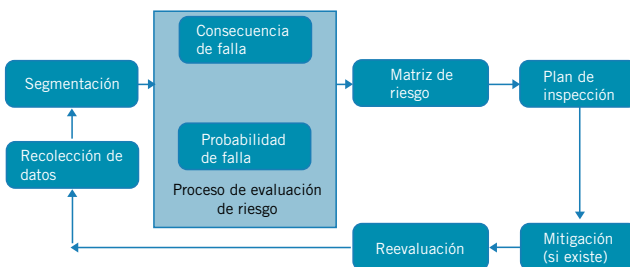 Consecuencia
de falla
Segmentación
Matriz de
riesgo
Plan de
inspección
Recolección de
datos
Probabilidad
de falla
Proceso de evaluación
de riesgo
Reevaluación
Mitigación
(si existe)